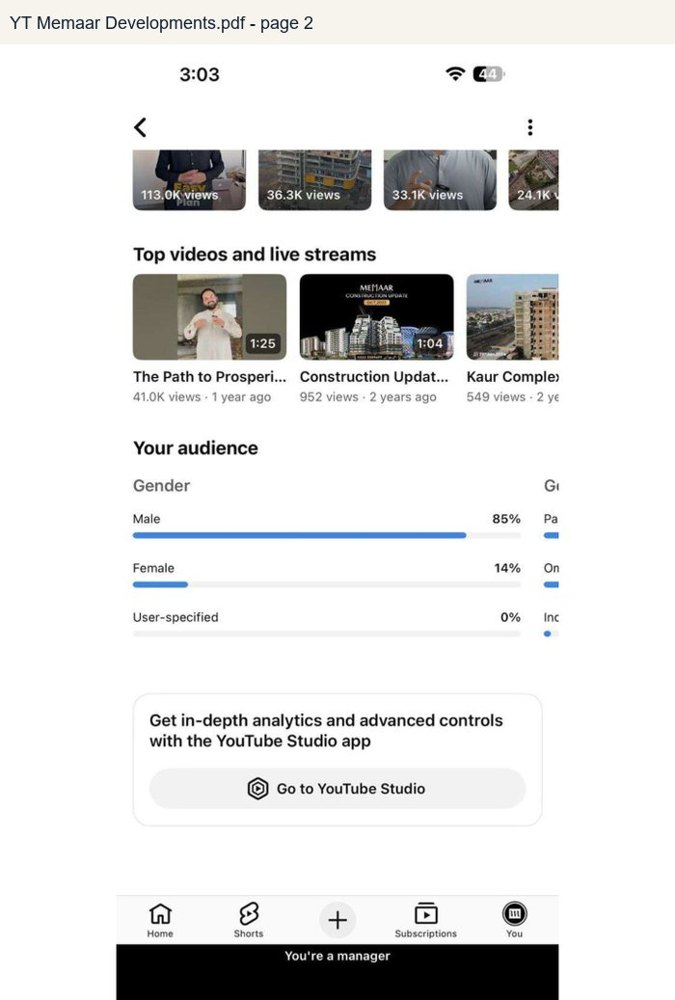 YT Memaar Developments.pdf - page 2
3:03
44
Easy
Plan
113.0K views
36.3K views
33.1K views
24.1K v
Top videos and live streams
MEMAAR
CONSTRUCTION UPDATE
1:25
1:04
The Path to Prosperi...
Construction Updat...
Kaur Complex
41.0K views · 1 year ago
952 views · 2 years ago
549 views · 2 ye
Your audience
Gender
Ge
Male
85%
Pa
Female
14%
Om
User-specified
0%
Inc
Get in-depth analytics and advanced controls
with the YouTube Studio app
Go to YouTube Studio
Home
Shorts
Subscriptions
You
You're a manager